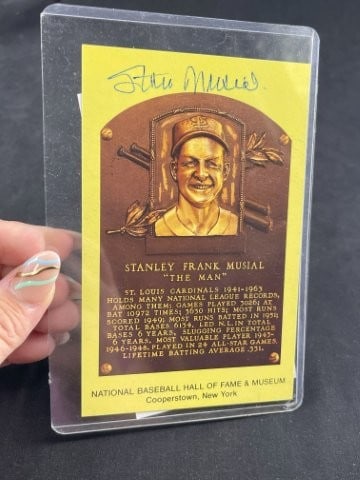 Stan Musial
STL
STANLEY FRANK MUSIAL
"THE MAN"
ST. LOUIS CARDINALS 1941-1963
HOLDS MANY NATIONAL LEAGUE RECORDS,
AMONG THEM: GAMES PLAYED 3026; AT
BAT 10972 TIMES; 3630 HITS; MOST RUNS
SCORED 1949; MOST RUNS BATTED IN 1951;
TOTAL BASES 6134. LED N.L. IN TOTAL
BASES 6 YEARS, SLUGGING PERCENTAGE
6 YEARS. MOST VALUABLE PLAYER 1943-
1946-1948. PLAYED IN 24 ALL-STAR GAMES.
LIFETIME BATTING AVERAGE .331.
NATIONAL BASEBALL HALL OF FAME & MUSEUM
Cooperstown, New York